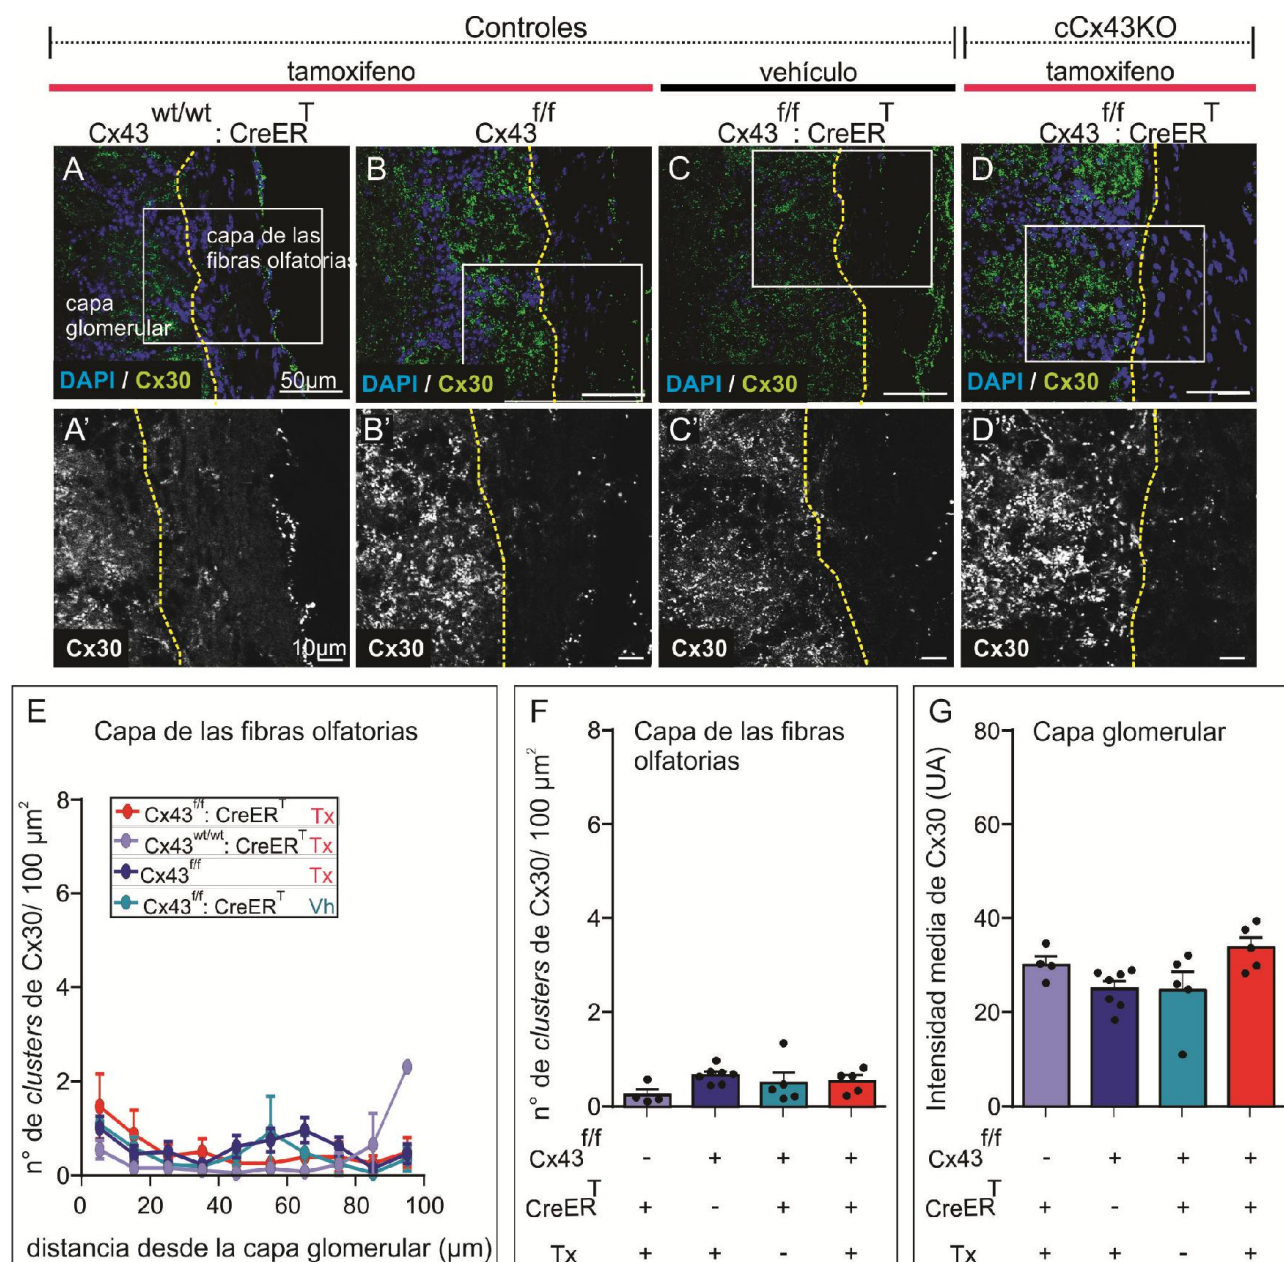 Controles
cCx43KO
tamoxifeno
vehículo
tamoxifeno
Cx43wt/wt : CreERT
Cx43f/f
Cx43f/f : CreERT
Cx43f/f : CreERT
A
capa de las
fibras olfatorias
capa
glomerular
DAPI / Cx30
50µm
B
DAPI / Cx30
C
DAPI / Cx30
D
DAPI / Cx30
A'
Cx30
10µm
B'
Cx30
C'
Cx30
D'
Cx30
E
Capa de las fibras olfatorias
n° de clusters de Cx30/ 100 µm2
8
6
4
2
0
Cx43f/f: CreERT Tx
Cx43wt/wt: CreERT Tx
Cx43f/f Tx
Cx43f/f: CreERT Vh
0 20 40 60 80 100
distancia desde la capa glomerular (µm)
F
Capa de las fibras
olfatorias
n° de clusters de Cx30/ 100 µm2
8
6
4
2
0
Cx43f/f - + + +
CreERT + - + +
Tx + + - +
G
Capa glomerular
Intensidad media de Cx30 (UA)
80
60
40
20
0
Cx43f/f - + + +
CreERT + - + +
Tx + + - +